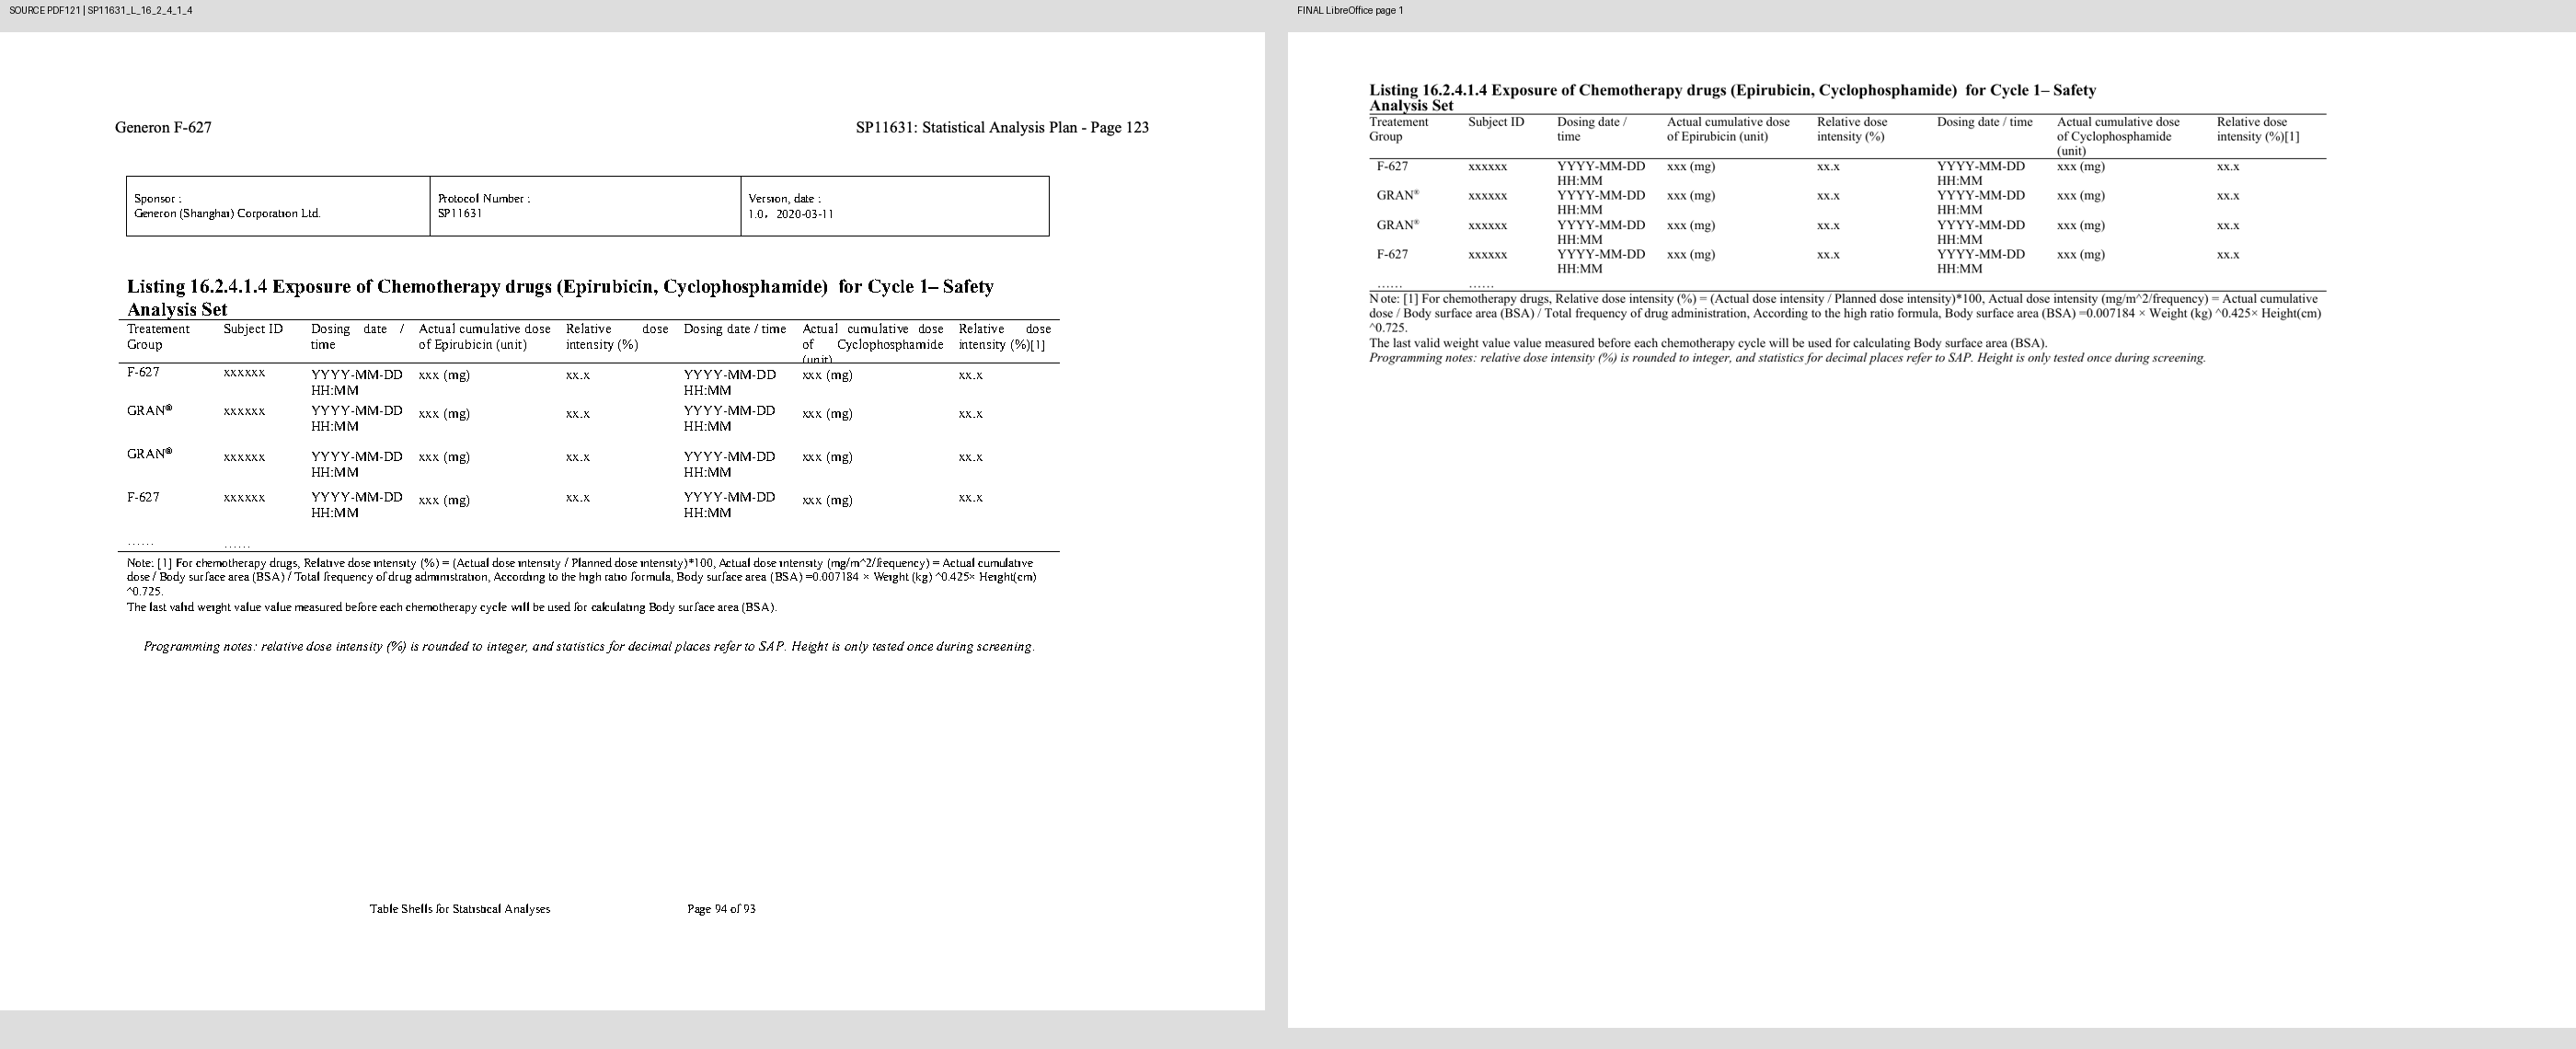 SOURCE PDF121 | SP11631_L_16_2_4_1_4
Generon F-627 SP11631: Statistical Analysis Plan - Page 123
Sponsor : Protocol Number : Version, date :
Generon (Shanghai) Corporation Ltd. SP11631 1.0，2020-03-11
Listing 16.2.4.1.4 Exposure of Chemotherapy drugs (Epirubicin, Cyclophosphamide)  for Cycle 1– Safety
Analysis Set
Treatement Subject ID Dosing date / Actual cumulative dose Relative dose Dosing date / time Actual cumulative dose Relative dose
Group time of Epirubicin (unit) intensity (%) of Cyclophosphamide intensity (%)[1]
(unit)
F-627 xxxxxx YYYY-MM-DD xxx (mg) xx.x YYYY-MM-DD xxx (mg) xx.x
HH:MM HH:MM
GRAN® xxxxxx YYYY-MM-DD xxx (mg) xx.x YYYY-MM-DD xxx (mg) xx.x
HH:MM HH:MM
GRAN® xxxxxx YYYY-MM-DD xxx (mg) xx.x YYYY-MM-DD xxx (mg) xx.x
HH:MM HH:MM
F-627 xxxxxx YYYY-MM-DD xxx (mg) xx.x YYYY-MM-DD xxx (mg) xx.x
HH:MM HH:MM
...... ......
Note: [1] For chemotherapy drugs, Relative dose intensity (%) = (Actual dose intensity / Planned dose intensity)*100, Actual dose intensity (mg/m^2/frequency) = Actual cumulative
dose / Body surface area (BSA) / Total frequency of drug administration, According to the high ratio formula, Body surface area (BSA) =0.007184 × Weight (kg) ^0.425× Height(cm)
^0.725.
The last valid weight value value measured before each chemotherapy cycle will be used for calculating Body surface area (BSA).
Programming notes: relative dose intensity (%) is rounded to integer, and statistics for decimal places refer to SAP. Height is only tested once during screening.
Table Shells for Statistical Analyses Page 94 of 93
FINAL LibreOffice page 1
Listing 16.2.4.1.4 Exposure of Chemotherapy drugs (Epirubicin, Cyclophosphamide)  for Cycle 1– Safety
Analysis Set
Treatement Subject ID Dosing date / Actual cumulative dose Relative dose Dosing date / time Actual cumulative dose Relative dose
Group time of Epirubicin (unit) intensity (%) of Cyclophosphamide intensity (%)[1]
(unit)
F-627 xxxxxx YYYY-MM-DD xxx (mg) xx.x YYYY-MM-DD xxx (mg) xx.x
HH:MM HH:MM
GRAN® xxxxxx YYYY-MM-DD xxx (mg) xx.x YYYY-MM-DD xxx (mg) xx.x
HH:MM HH:MM
GRAN® xxxxxx YYYY-MM-DD xxx (mg) xx.x YYYY-MM-DD xxx (mg) xx.x
HH:MM HH:MM
F-627 xxxxxx YYYY-MM-DD xxx (mg) xx.x YYYY-MM-DD xxx (mg) xx.x
HH:MM HH:MM
...... ......
Note: [1] For chemotherapy drugs, Relative dose intensity (%) = (Actual dose intensity / Planned dose intensity)*100, Actual dose intensity (mg/m^2/frequency) = Actual cumulative
dose / Body surface area (BSA) / Total frequency of drug administration, According to the high ratio formula, Body surface area (BSA) =0.007184 × Weight (kg) ^0.425× Height(cm)
^0.725.
The last valid weight value value measured before each chemotherapy cycle will be used for calculating Body surface area (BSA).
Programming notes: relative dose intensity (%) is rounded to integer, and statistics for decimal places refer to SAP. Height is only tested once during screening.